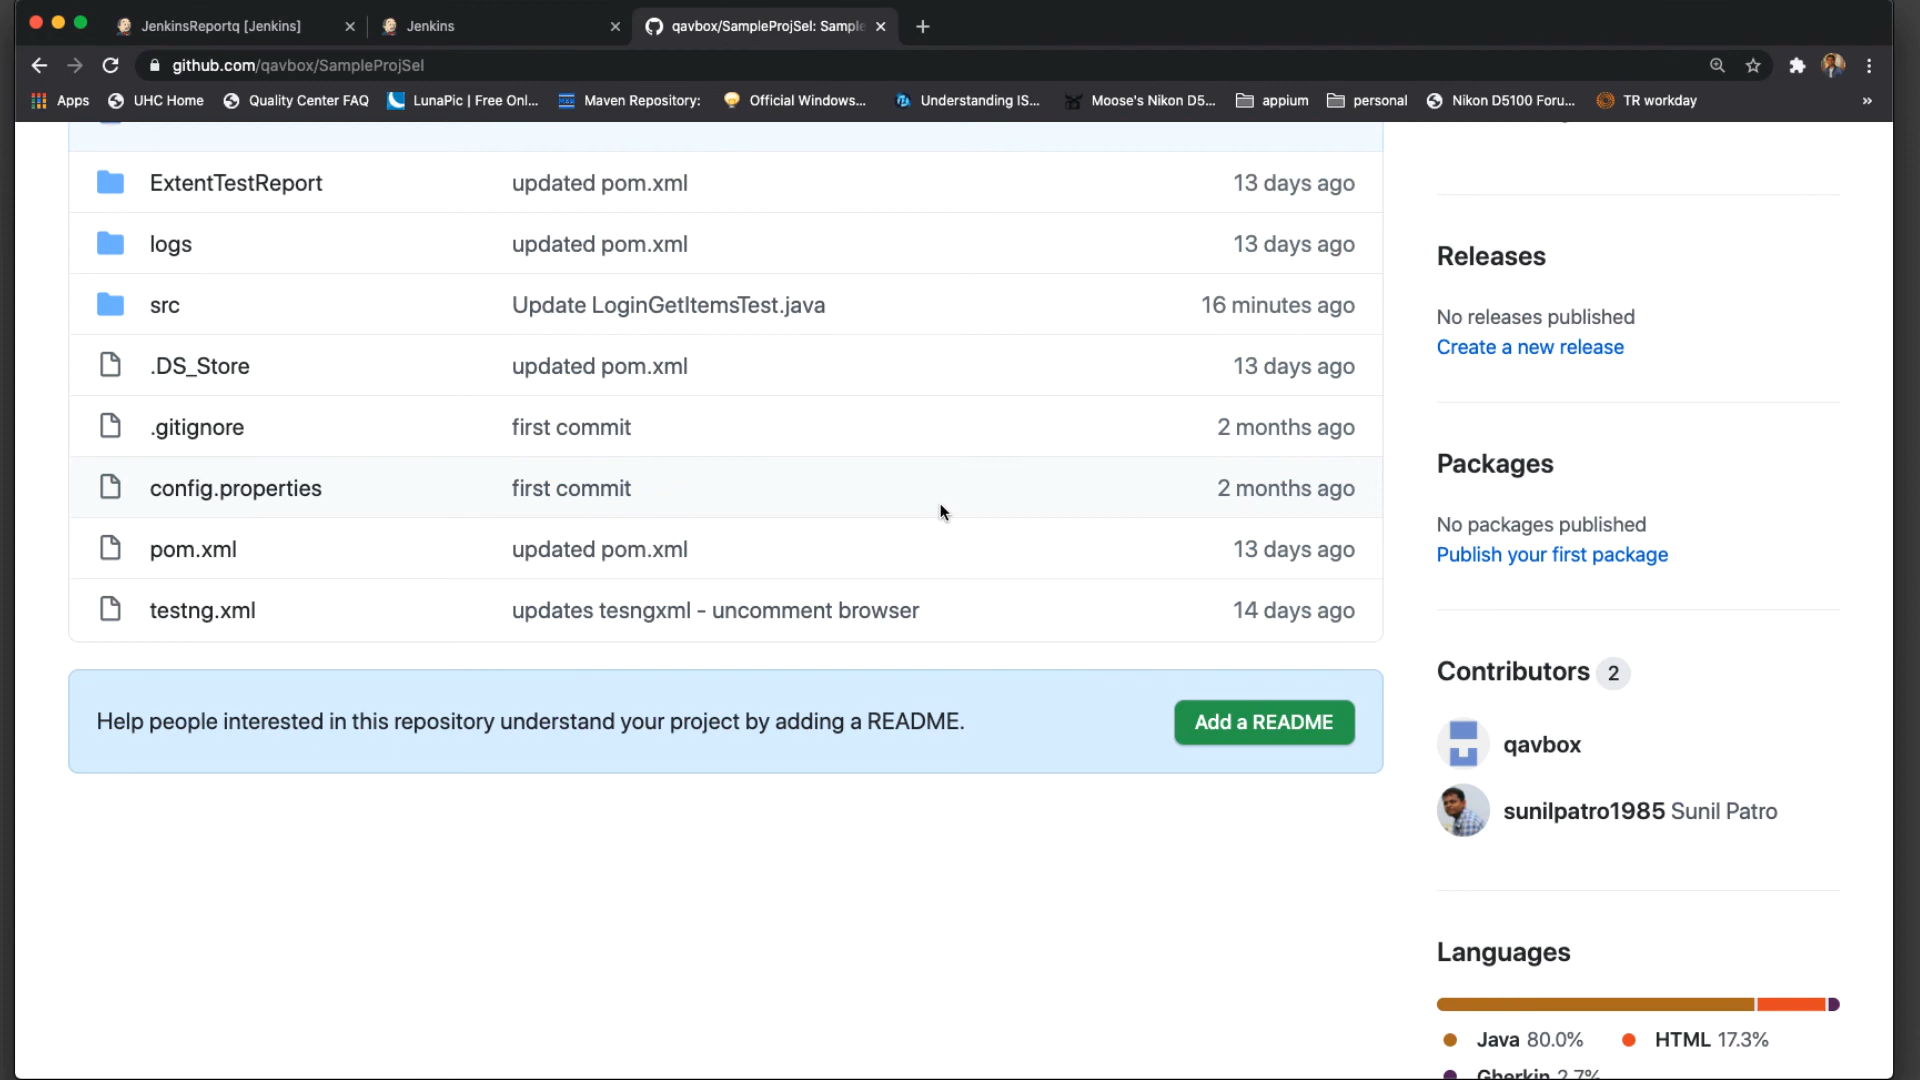 JenkinsReportq [Jenkins]
Jenkins
qavbox/SampleProjSel: Sample
github.com/qavbox/SampleProjSel
Apps
UHC Home
Quality Center FAQ
LunaPic | Free Onl...
Maven Repository:
Official Windows...
Understanding IS...
Moose's Nikon D5...
appium
personal
Nikon D5100 Foru...
TR workday
»
ExtentTestReport updated pom.xml 13 days ago
logs updated pom.xml 13 days ago
src Update LoginGetItemsTest.java 16 minutes ago
.DS_Store updated pom.xml 13 days ago
.gitignore first commit 2 months ago
config.properties first commit 2 months ago
pom.xml updated pom.xml 13 days ago
testng.xml updates tesngxml - uncomment browser 14 days ago
Help people interested in this repository understand your project by adding a README.
Add a README
Releases
No releases published
Create a new release
Packages
No packages published
Publish your first package
Contributors 2
qavbox
sunilpatro1985 Sunil Patro
Languages
Java 80.0% HTML 17.3%
Gherkin 2.7%